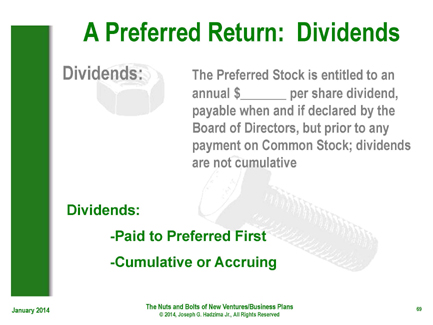 A Preferred Return: Dividends
Dividends:
The Preferred Stock is entitled to an
annual $_______ per share dividend,
payable when and if declared by the
Board of Directors, but prior to any
payment on Common Stock; dividends
are not cumulative
Dividends:
-Paid to Preferred First
-Cumulative or Accruing
January 2014
The Nuts and Bolts of New Ventures/Business Plans
© 2014, Joseph G. Hadzima Jr., All Rights Reserved
69